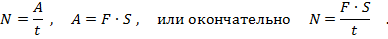 N = A/t , A = F · S , или окончательно N = F · S/t .